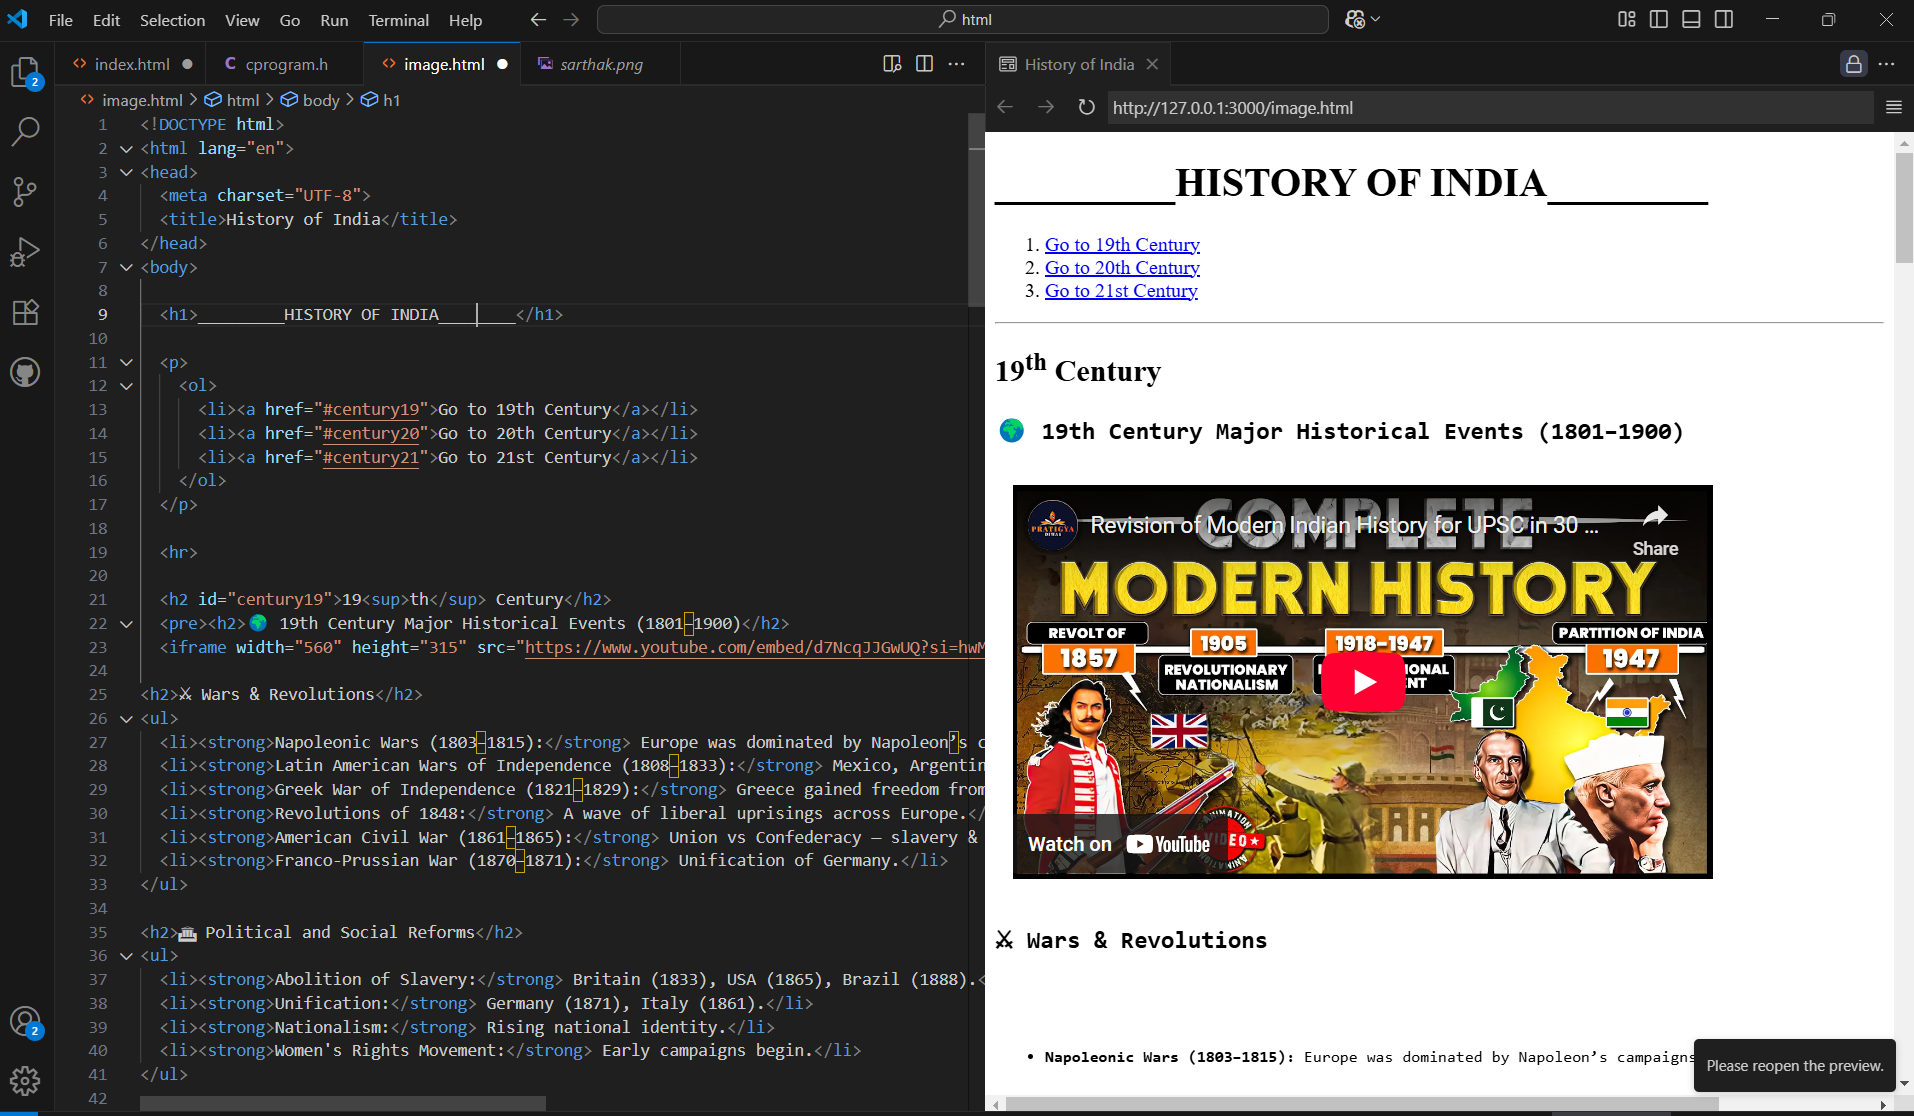 File Edit Selection View Go Run Terminal Help
html
index.html
C cprogram.h
image.html
sarthak.png
image.html > html > body > h1
1 <!DOCTYPE html>
2 <html lang="en">
3 <head>
4 <meta charset="UTF-8">
5 <title>History of India</title>
6 </head>
7 <body>
8
9 <h1>_________HISTORY OF INDIA________</h1>
10
11 <p>
12 <ol>
13 <li><a href="#century19">Go to 19th Century</a></li>
14 <li><a href="#century20">Go to 20th Century</a></li>
15 <li><a href="#century21">Go to 21st Century</a></li>
16 </ol>
17 </p>
18
19 <hr>
20
21 <h2 id="century19">19<sup>th</sup> Century</h2>
22 <pre><h2>🌍 19th Century Major Historical Events (1801–1900)</h2>
23 <iframe width="560" height="315" src="https://www.youtube.com/embed/d7NcqJJGwUQ?si=hwM
24
25 <h2>⚔ Wars & Revolutions</h2>
26 <ul>
27 <li><strong>Napoleonic Wars (1803–1815):</strong> Europe was dominated by Napoleon’s c
28 <li><strong>Latin American Wars of Independence (1808–1833):</strong> Mexico, Argentin
29 <li><strong>Greek War of Independence (1821–1829):</strong> Greece gained freedom from
30 <li><strong>Revolutions of 1848:</strong> A wave of liberal uprisings across Europe.</
31 <li><strong>American Civil War (1861–1865):</strong> Union vs Confederacy — slavery &
32 <li><strong>Franco-Prussian War (1870–1871):</strong> Unification of Germany.</li>
33 </ul>
34
35 <h2>🏛 Political and Social Reforms</h2>
36 <ul>
37 <li><strong>Abolition of Slavery:</strong> Britain (1833), USA (1865), Brazil (1888).<
38 <li><strong>Unification:</strong> Germany (1871), Italy (1861).</li>
39 <li><strong>Nationalism:</strong> Rising national identity.</li>
40 <li><strong>Women's Rights Movement:</strong> Early campaigns begin.</li>
41 </ul>
42
2
2
History of India
http://127.0.0.1:3000/image.html
_________HISTORY OF INDIA________
1. Go to 19th Century
2. Go to 20th Century
3. Go to 21st Century
19th Century
🌍 19th Century Major Historical Events (1801–1900)
PRATIGYA
Revision of Modern Indian History for UPSC in 30 ...
Share
COMPLETE
MODERN HISTORY
REVOLT OF
1857
1905
REVOLUTIONARY
NATIONALISM
1918-1947
PARTITION OF INDIA
1947
ANIMATION
VIDEO
ANIMATION
Watch on YouTube
⚔ Wars & Revolutions
• Napoleonic Wars (1803–1815): Europe was dominated by Napoleon’s campaigns
Please reopen the preview.